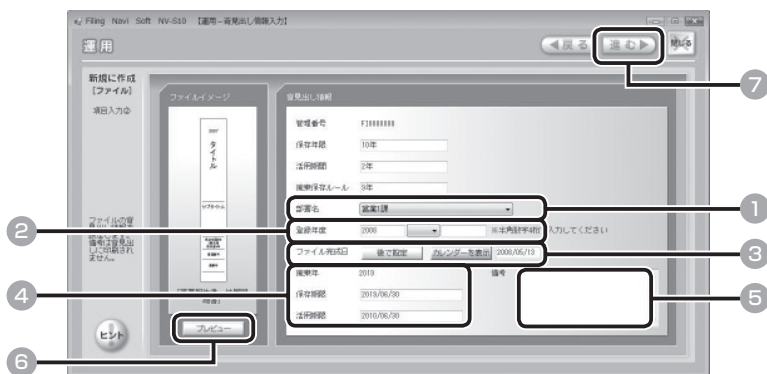 Filing Navi Soft NV-S10 【運用-背見出し情報入力】
運用
戻る
進む
閉じる
7
新規に作成
[ファイル]
項目入力②
ファイルイメージ
背見出し情報
タイトル
管理番号 FI0000000
保存年限 10年
活用期間 2年
廃棄保存ルール 9年
部署名 営業1課
1
2
登録年度 2008 ※半角数字4桁 入力してください
ファイル完成日 後で設定 カレンダーを表示 2008/05/13
3
4
廃棄年 2019 備考
保存期限 2019/06/30
5
活用期限 2010/06/30
プレビュー
6
ヒント